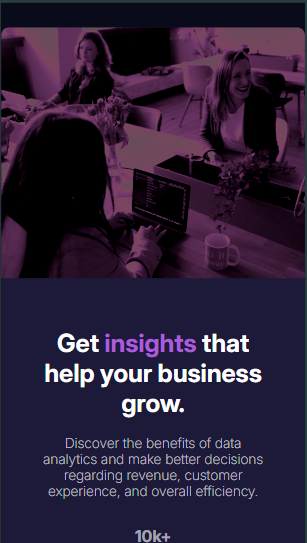 Get insights that
help your business
grow.
Discover the benefits of data
analytics and make better decisions
regarding revenue, customer
experience, and overall efficiency.
10k+